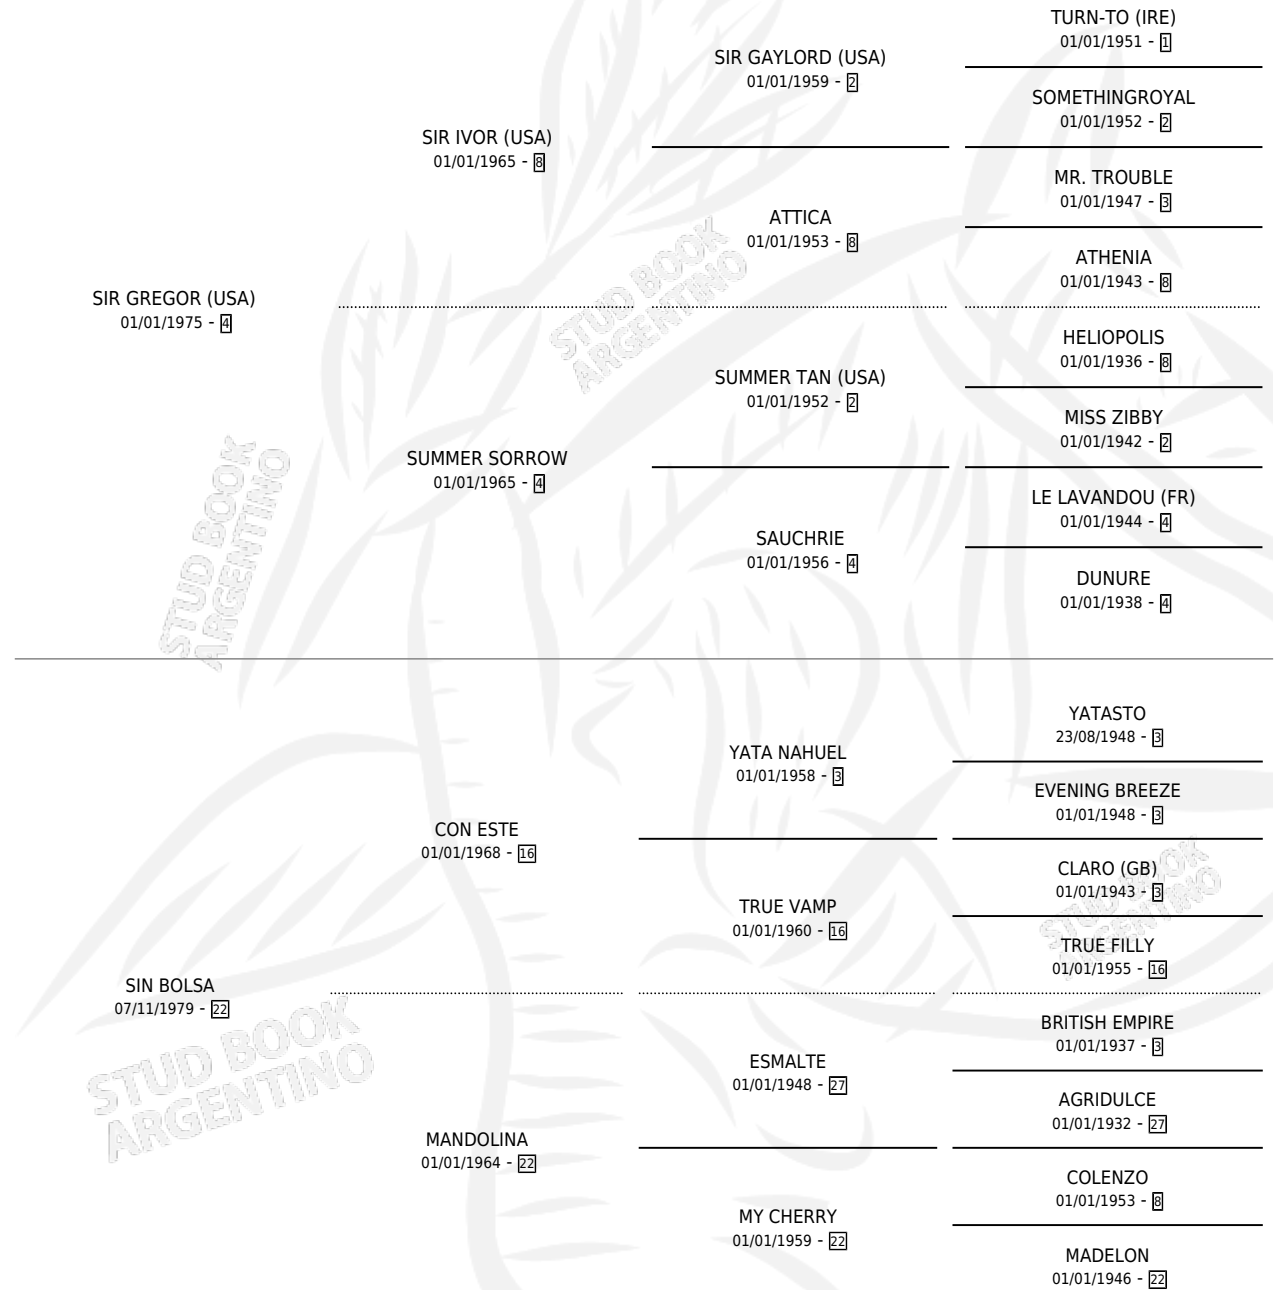 TURN-TO (IRE)
01/01/1951 - 1
SIR GAYLORD (USA)
01/01/1959 - 2
SOMETHINGROYAL
01/01/1952 - 2
SIR IVOR (USA)
01/01/1965 - 8
MR. TROUBLE
01/01/1947 - 3
ATTICA
01/01/1953 - 8
ATHENIA
01/01/1943 - 8
SIR GREGOR (USA)
01/01/1975 - 4
HELIOPOLIS
01/01/1936 - 8
SUMMER TAN (USA)
01/01/1952 - 2
MISS ZIBBY
01/01/1942 - 2
SUMMER SORROW
01/01/1965 - 4
LE LAVANDOU (FR)
01/01/1944 - 4
SAUCHRIE
01/01/1956 - 4
DUNURE
01/01/1938 - 4
YATASTO
23/08/1948 - 3
YATA NAHUEL
01/01/1958 - 3
EVENING BREEZE
01/01/1948 - 3
CON ESTE
01/01/1968 - 16
CLARO (GB)
01/01/1943 - 3
TRUE VAMP
01/01/1960 - 16
TRUE FILLY
01/01/1955 - 16
SIN BOLSA
07/11/1979 - 22
BRITISH EMPIRE
01/01/1937 - 3
ESMALTE
01/01/1948 - 27
AGRIDULCE
01/01/1932 - 27
MANDOLINA
01/01/1964 - 22
COLENZO
01/01/1953 - 8
MY CHERRY
01/01/1959 - 22
MADELON
01/01/1946 - 22
STUD BOOK
ARGENTINO
STUD BOOK
ARGENTINO
STUD BOOK
ARGENTINO
STUD BOOK
ARGENTINO